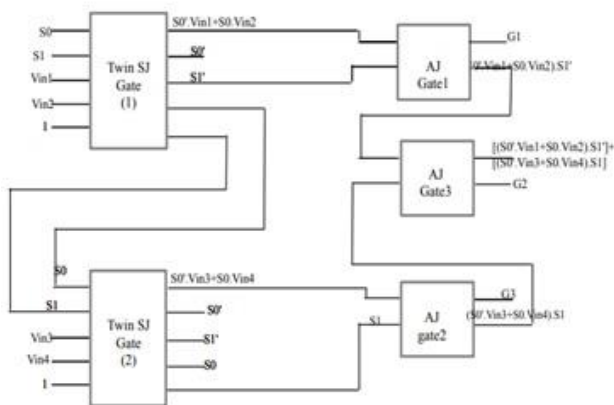 S0
S1
Vin1
Vin2
1
Twin SJ
Gate
(1)
S0'.Vin1+S0.Vin2
S0'
S1'
AJ
Gate1
G1
0'.Vin1+S0.Vin2).S1'
AJ
Gate3
[(S0'.Vin1+S0.Vin2).S1']+
[(S0'.Vin3+S0.Vin4).S1]
G2
S0
S1
Vin3
Vin4
1
Twin SJ
Gate
(2)
S0'.Vin3+S0.Vin4
S0'
S1'
S0
S1
AJ
gate2
G3
(S0'.Vin3+S0.Vin4).S1